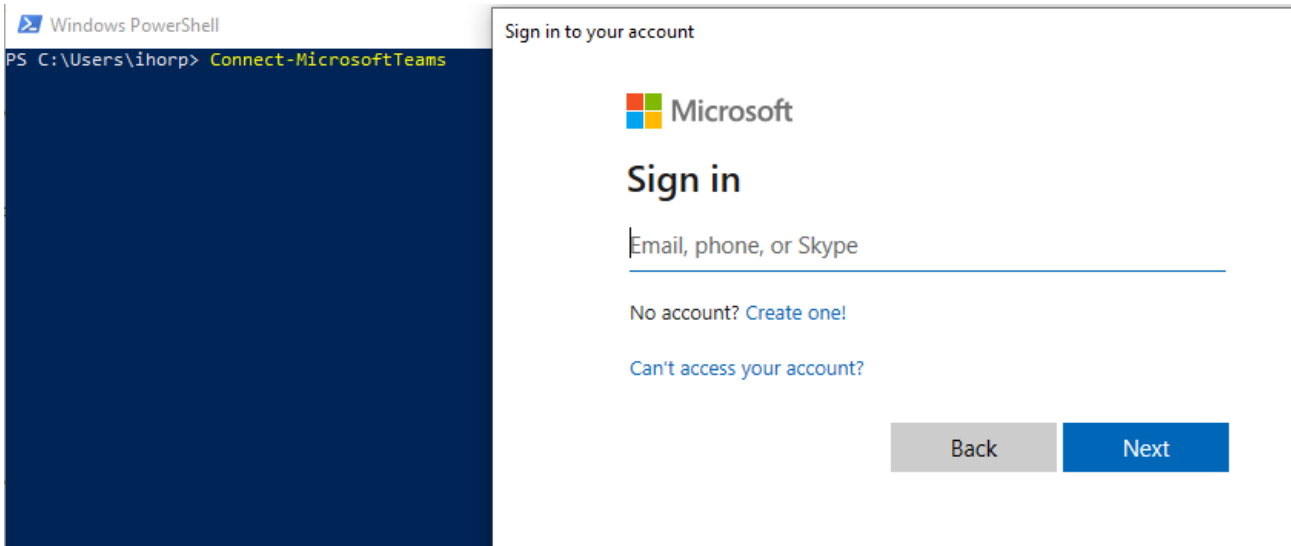 Windows PowerShell
PS C:\Users\ihorp> Connect-MicrosoftTeams
Sign in to your account
Microsoft
Sign in
Email, phone, or Skype
No account? Create one!
Can't access your account?
Back
Next